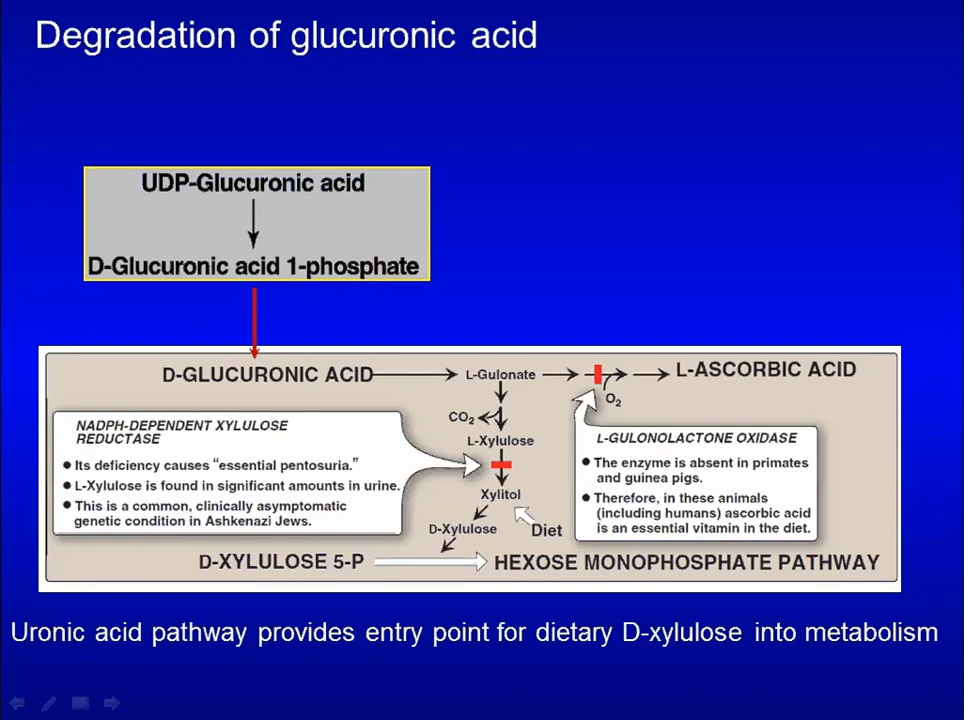 Degradation of glucuronic acid
UDP-Glucuronic acid
D-Glucuronic acid 1-phosphate
D-GLUCURONIC ACID
L-Gulonate
L-ASCORBIC ACID
O2
CO2
L-Xylulose
Xylitol
D-Xylulose
Diet
NADPH-DEPENDENT XYLULOSE
REDUCTASE
● Its deficiency causes “essential pentosuria.”
● L-Xylulose is found in significant amounts in urine.
● This is a common, clinically asymptomatic
genetic condition in Ashkenazi Jews.
L-GULONOLACTONE OXIDASE
● The enzyme is absent in primates
and guinea pigs.
● Therefore, in these animals
(including humans) ascorbic acid
is an essential vitamin in the diet.
D-XYLULOSE 5-P
HEXOSE MONOPHOSPHATE PATHWAY
Uronic acid pathway provides entry point for dietary D-xylulose into metabolism